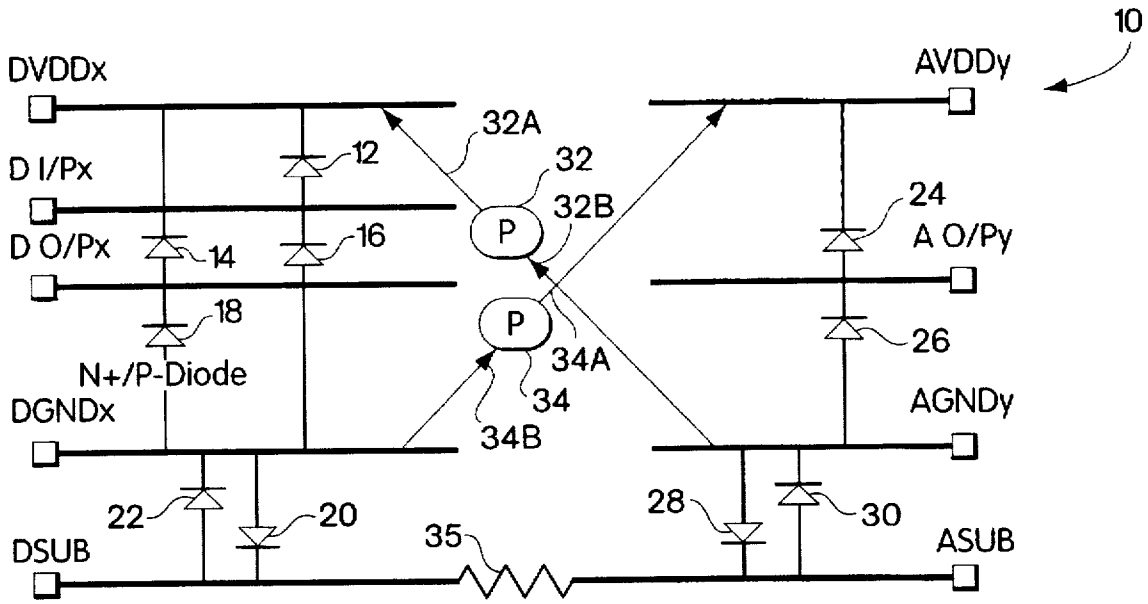 10
DVDDx
AVDDy
32A
12
32
D I/Px
32B
24
P
D O/Px
14
16
A O/Py
18
P
26
N+/P-Diode
34A
DGNDx
34
AGNDy
34B
22
20
28
30
DSUB
35
ASUB